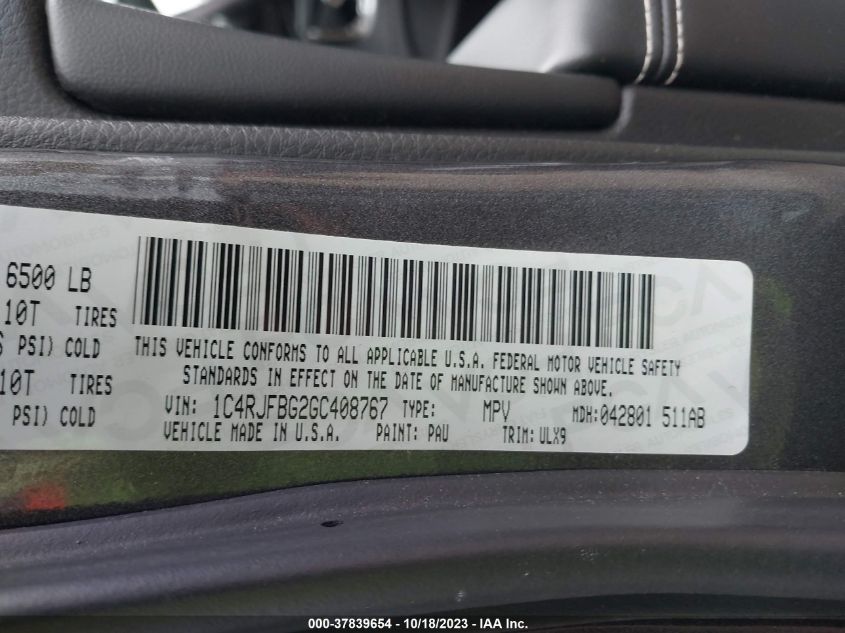 6500 LB
10T TIRES
PSI) COLD
10T TIRES
PSI) COLD
THIS VEHICLE CONFORMS TO ALL APPLICABLE U.S.A. FEDERAL MOTOR VEHICLE SAFETY
STANDARDS IN EFFECT ON THE DATE OF MANUFACTURE SHOWN ABOVE.
VIN: 1C4RJFBG2GC408767 TYPE: MPV MDH:042801 511AB
VEHICLE MADE IN U.S.A. PAINT: PAU TRIM: ULX9
000-37839654 - 10/18/2023 - IAA Inc.